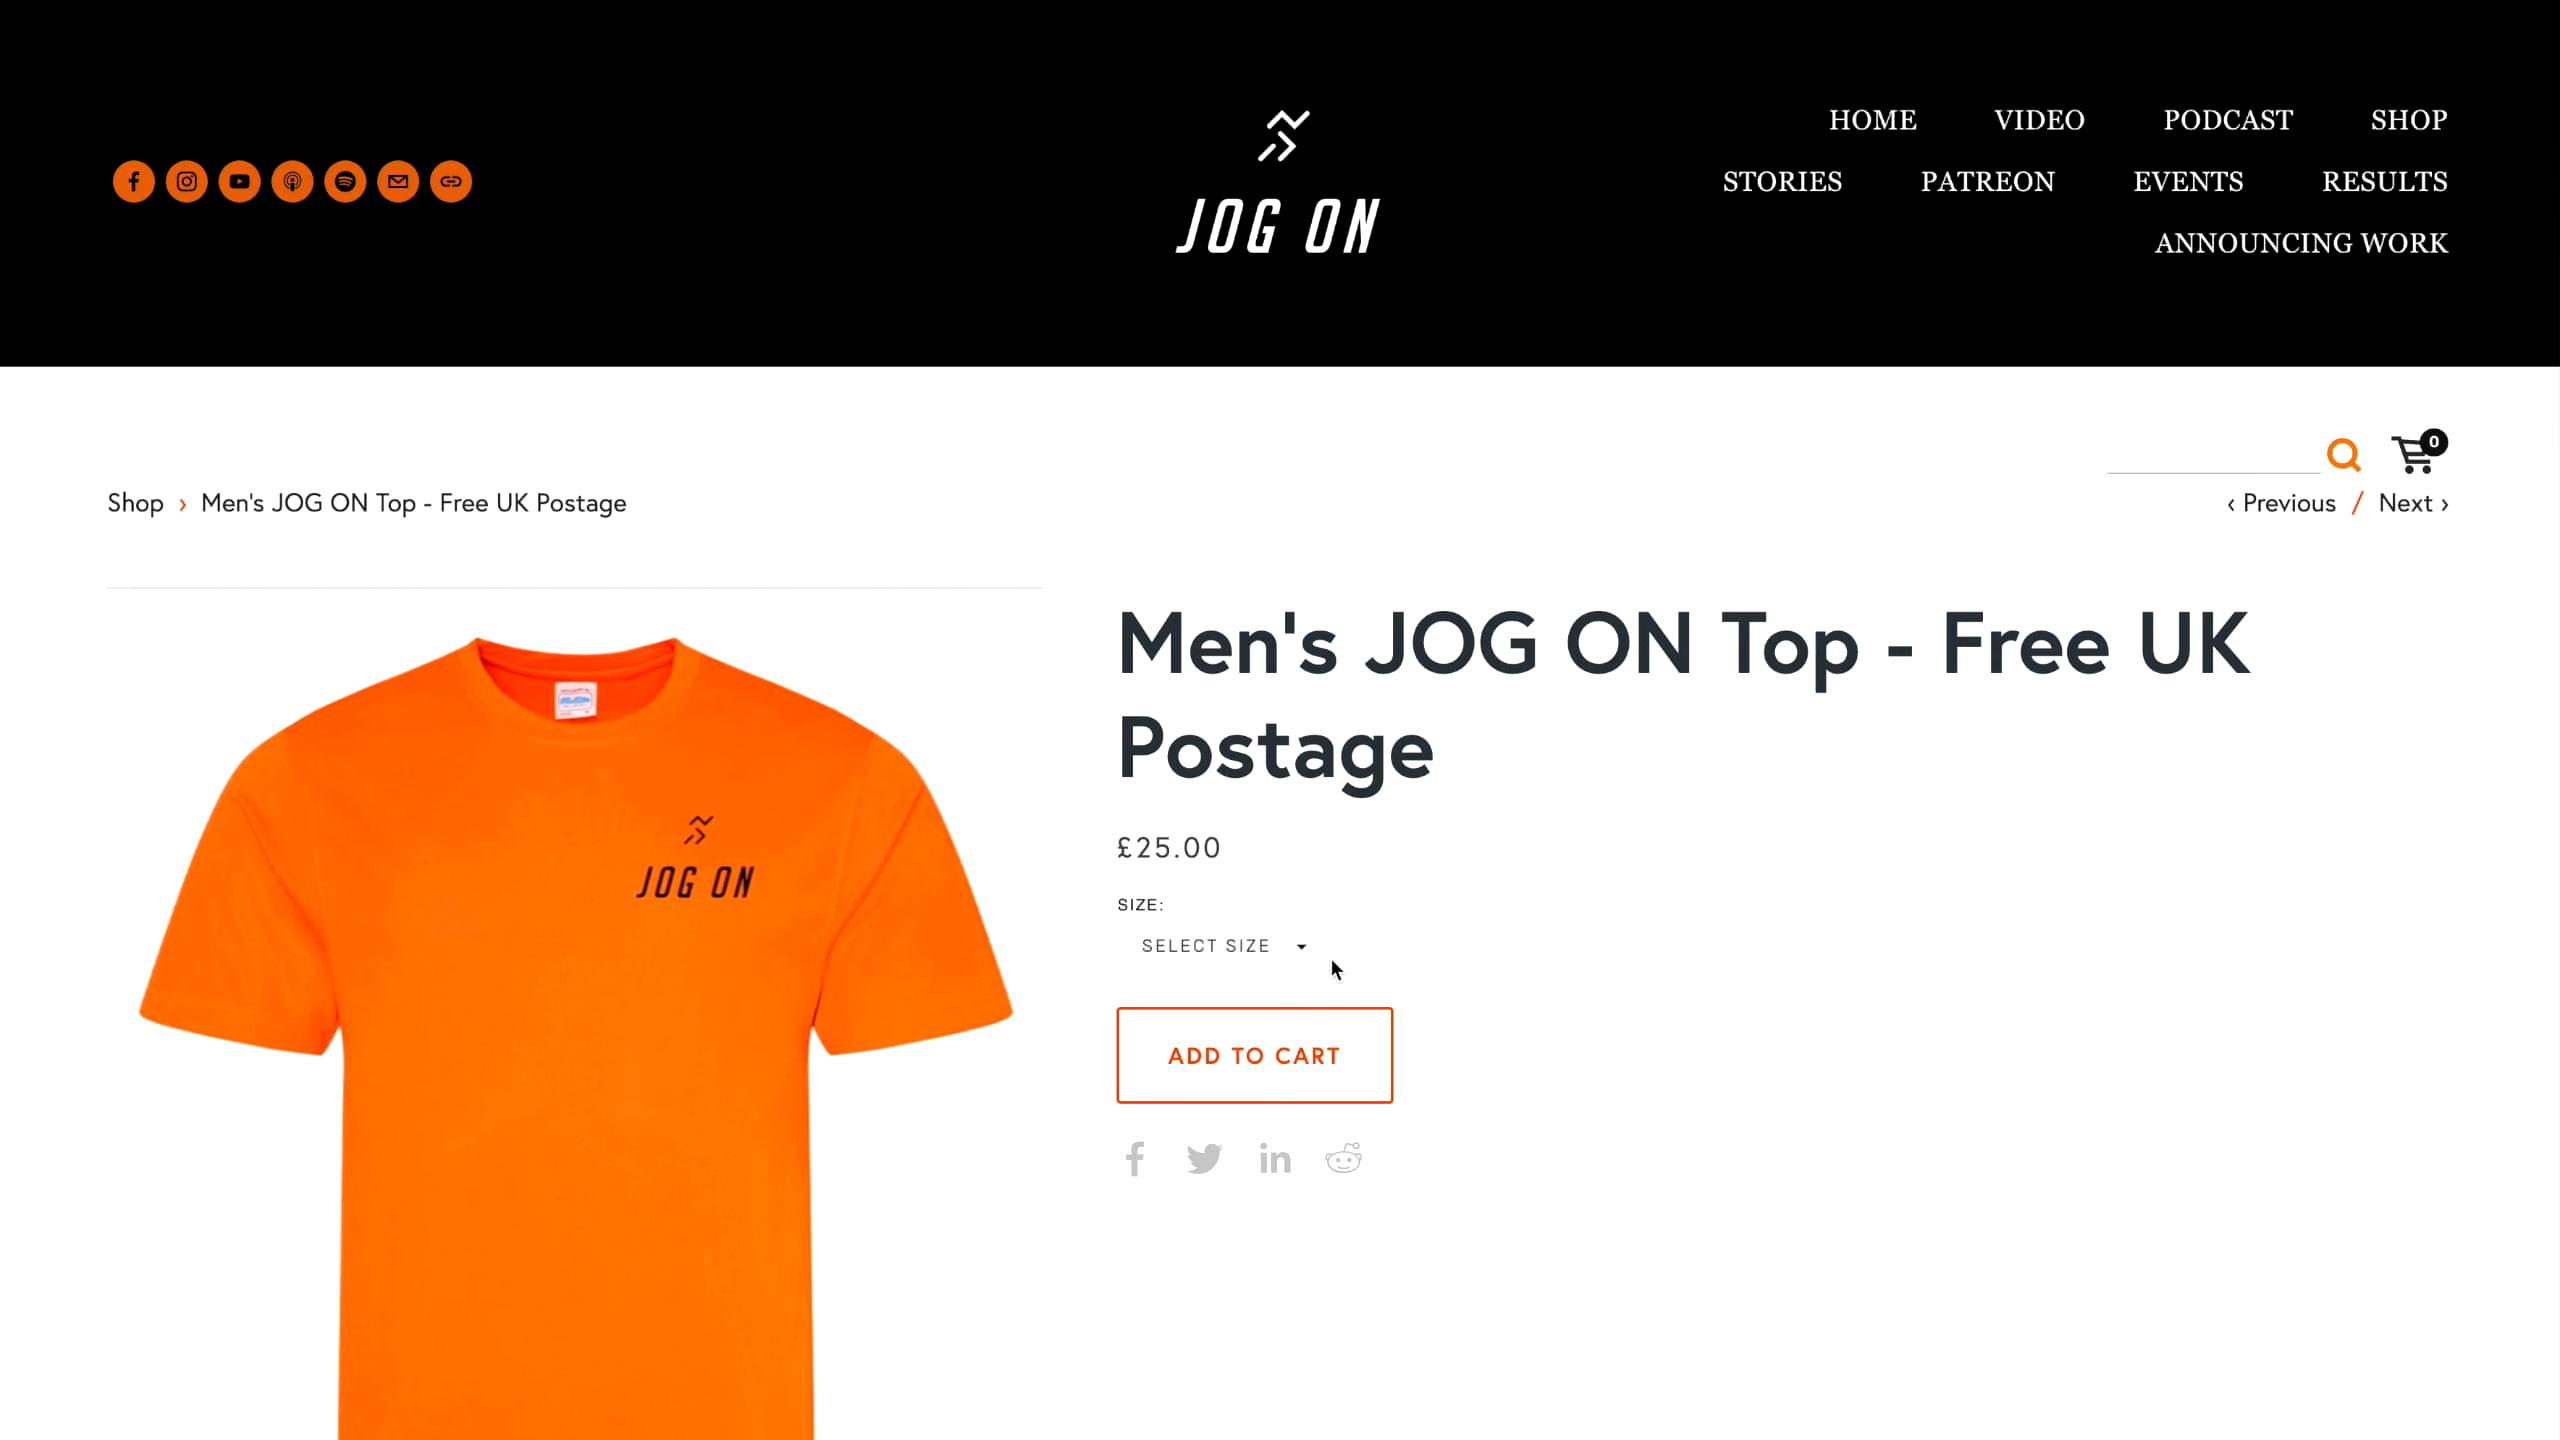 JOG ON
HOME VIDEO PODCAST SHOP
STORIES PATREON EVENTS RESULTS
ANNOUNCING WORK
0
Shop › Men's JOG ON Top - Free UK Postage
‹ Previous / Next ›
Men's JOG ON Top - Free UK
Postage
£25.00
SIZE:
SELECT SIZE
ADD TO CART
JOG ON